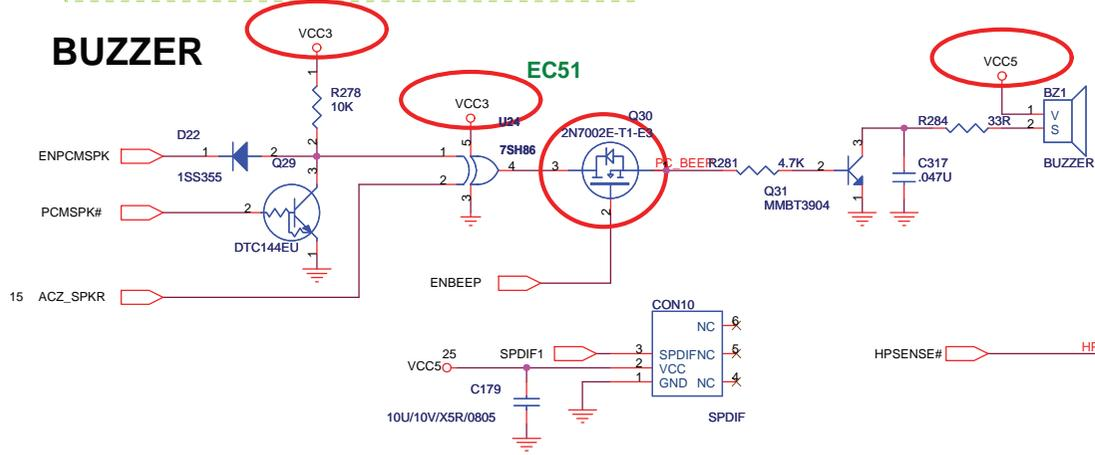 BUZZER
VCC3
1
R278
10K
2
EC51
VCC3
U24
5
7SH86
Q30
2N7002E-T1-E3
VCC5
BZ1
1 V
2 S
BUZZER
R284 33R
ENPCMSPK
1
D22
2
1SS355
Q29
3
1
2
4
3
PC_BEEP
R281 4.7K
2
3
1
Q31
MMBT3904
C317
.047U
PCMSPK#
2
DTC144EU
1
3
2
ENBEEP
15 ACZ_SPKR
CON10
NC 6
SPDIF1
3 SPDIF NC 5
VCC5 25
2 VCC
1 GND NC 4
C179
10U/10V/X5R/0805
SPDIF
HPSENSE#